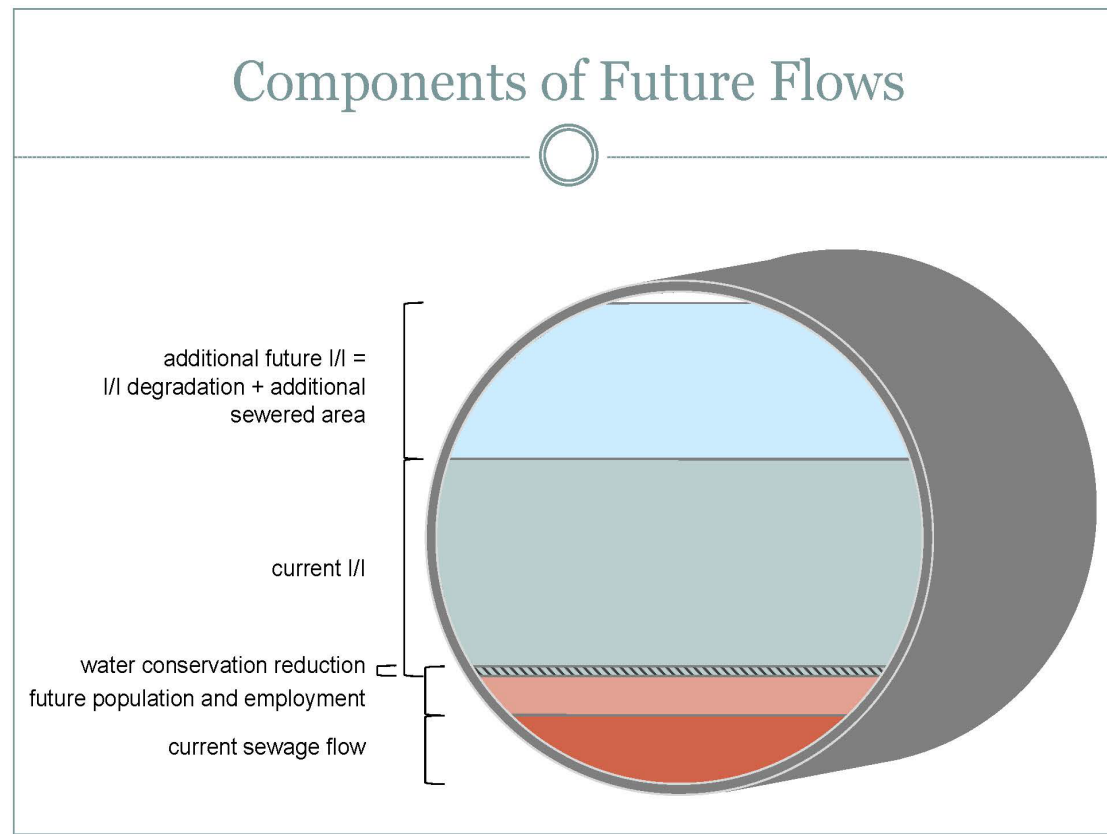 Components of Future Flows
additional future I/I =
I/I degradation + additional
sewered area
current I/I
water conservation reduction
future population and employment
current sewage flow